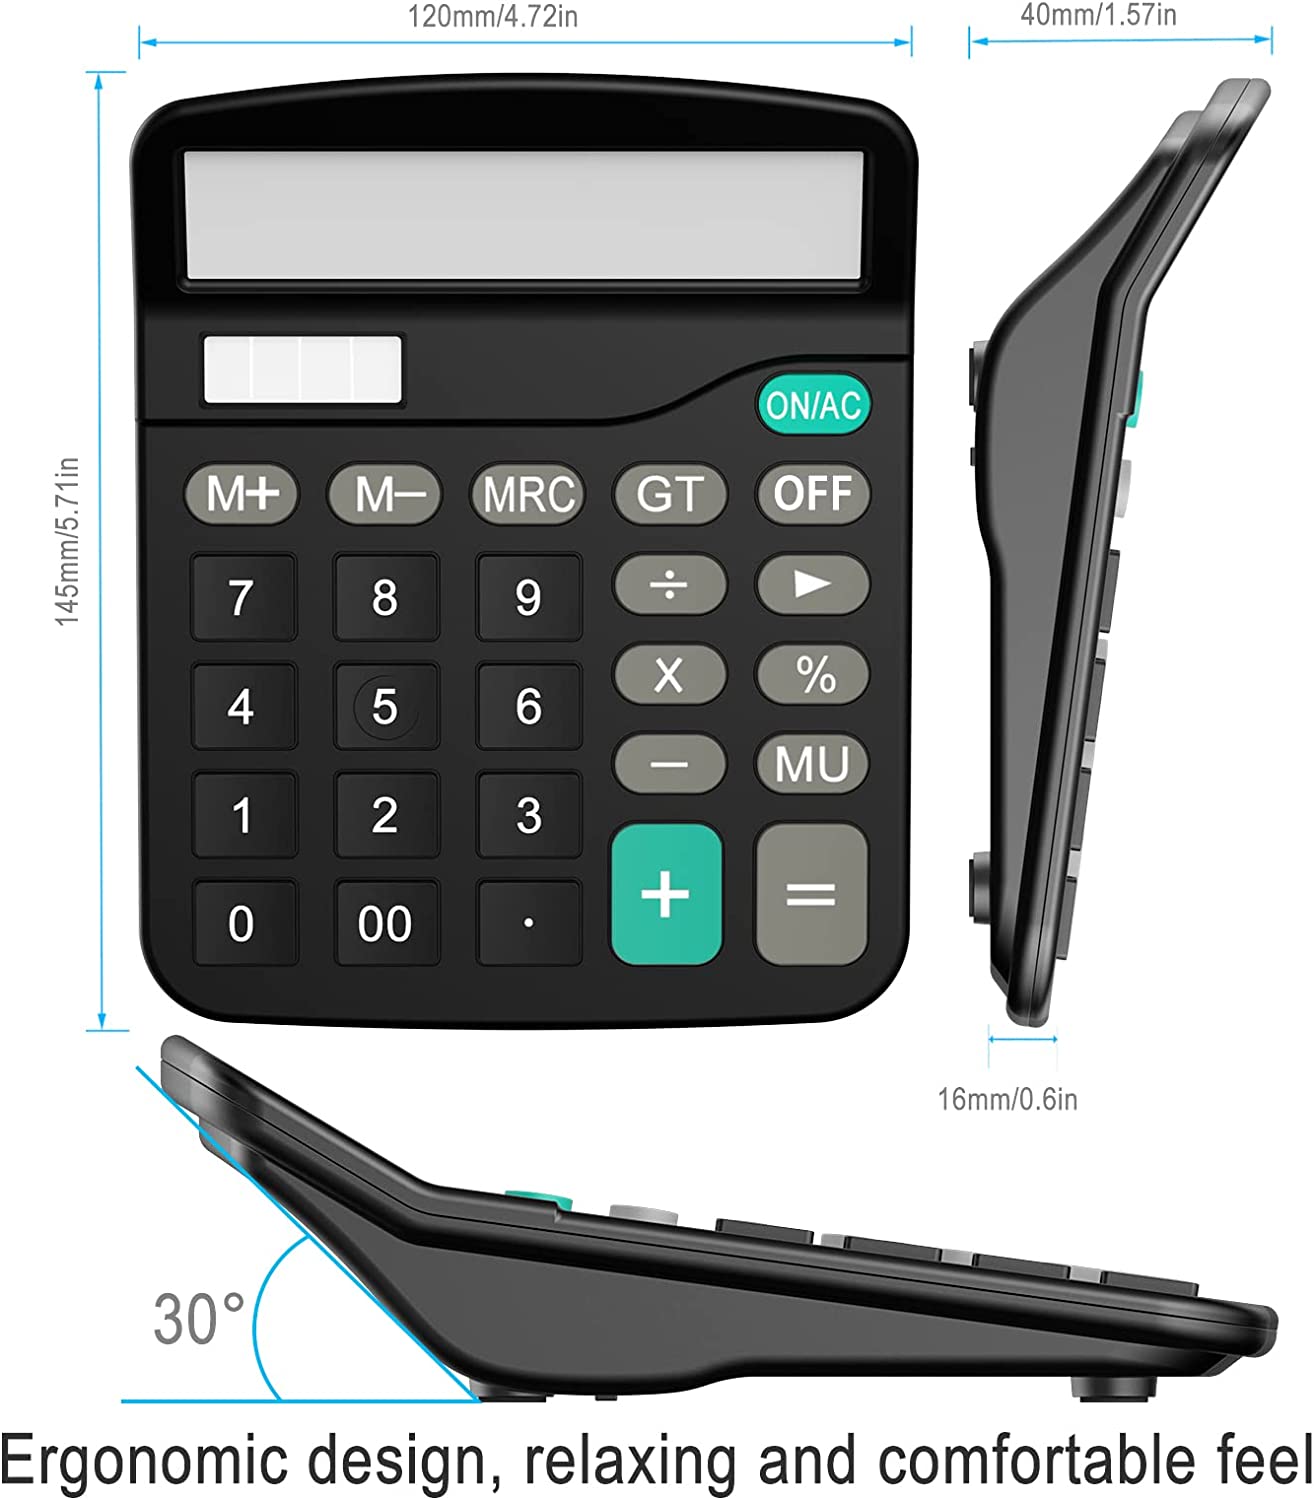 120mm/4.72in
40mm/1.57in
145mm/5.71in
ON/AC
M+ M− MRC GT OFF
7 8 9 ÷ ►
4 5 6 X %
1 2 3 − MU
0 00 . + =
16mm/0.6in
30°
Ergonomic design, relaxing and comfortable feel